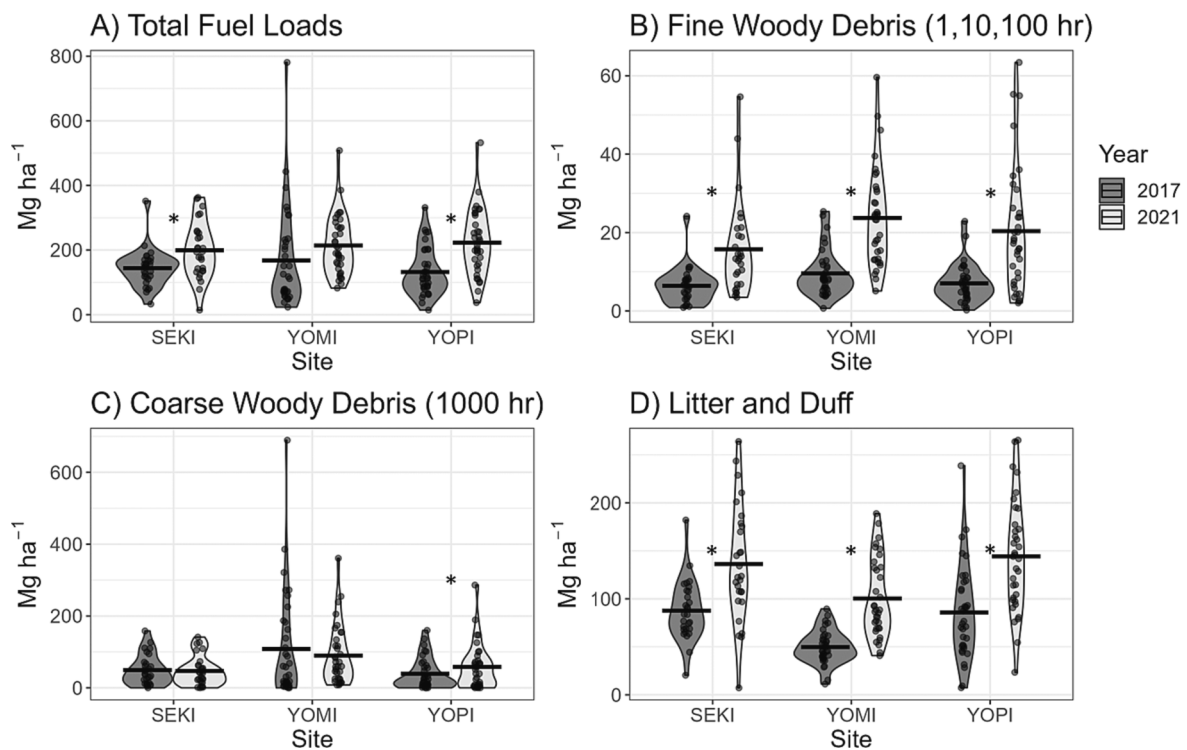 A) Total Fuel Loads
Mg ha⁻¹
800
600
400
200
0
*
*
SEKI YOMI YOPI
Site
B) Fine Woody Debris (1,10,100 hr)
Mg ha⁻¹
60
40
20
0
*
*
*
SEKI YOMI YOPI
Site
Year
2017
2021
C) Coarse Woody Debris (1000 hr)
Mg ha⁻¹
600
400
200
0
*
SEKI YOMI YOPI
Site
D) Litter and Duff
Mg ha⁻¹
200
100
0
*
*
*
SEKI YOMI YOPI
Site